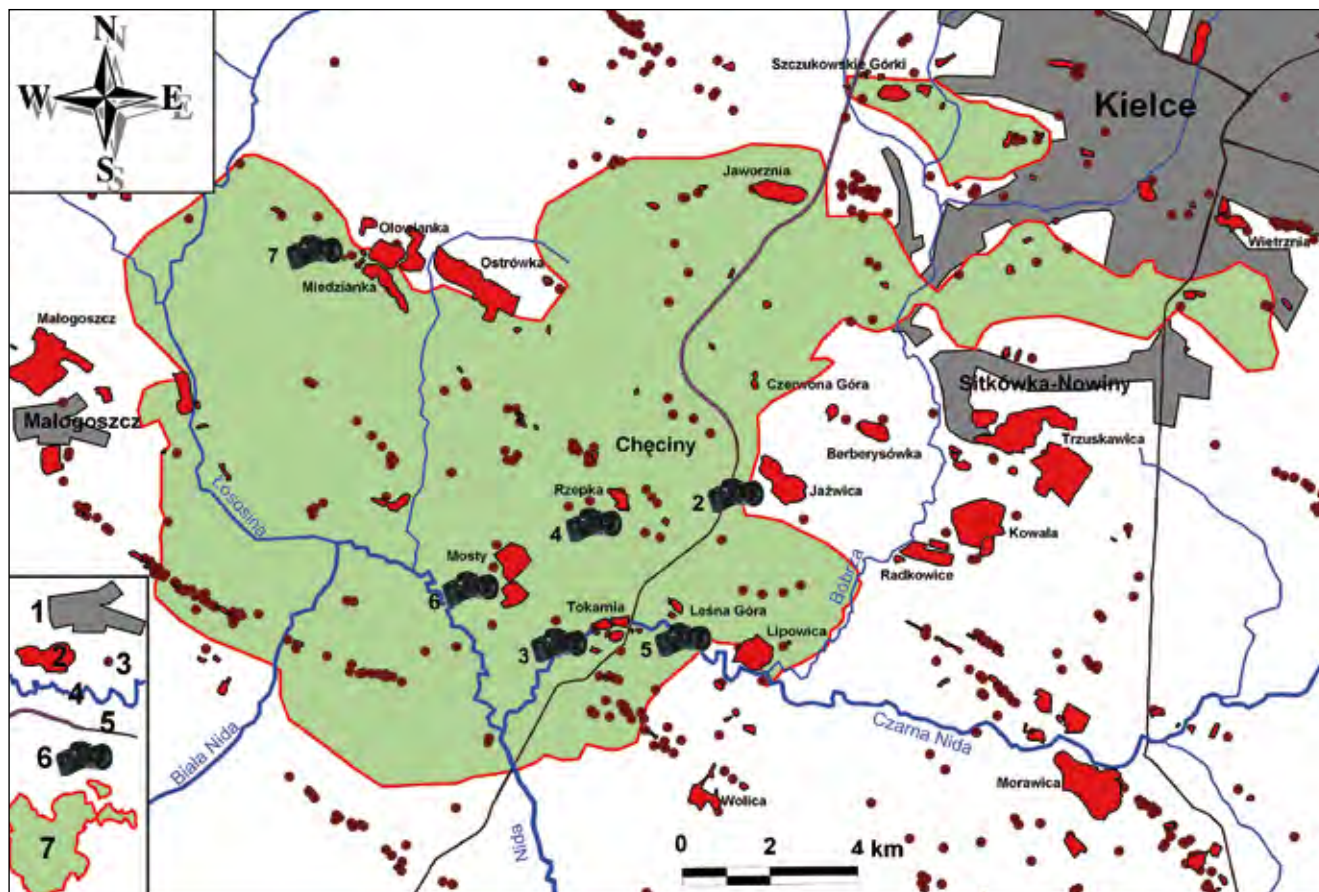 N
N
W
W
E
E
S
S
Szczukowskie Górki
Kielce
Jaworznia
Wietrznia
Ołowianka
7
Ostrówka
Miedzianka
Małogoszcz
Czerwona Góra
Sitkówka-Nowiny
Małogoszcz
Chęciny
Trzuskawica
Berberysówka
Rzepka
2
Jaźwica
Łososina
4
Kowala
Mosty
Radkowice
Bobrza
6
Tokarnia
Leśna Góra
Lipowica
3
5
1
2
3
4
5
6
7
Czarna Nida
Biała Nida
Morawica
Wolica
Nida
0 2 4 km